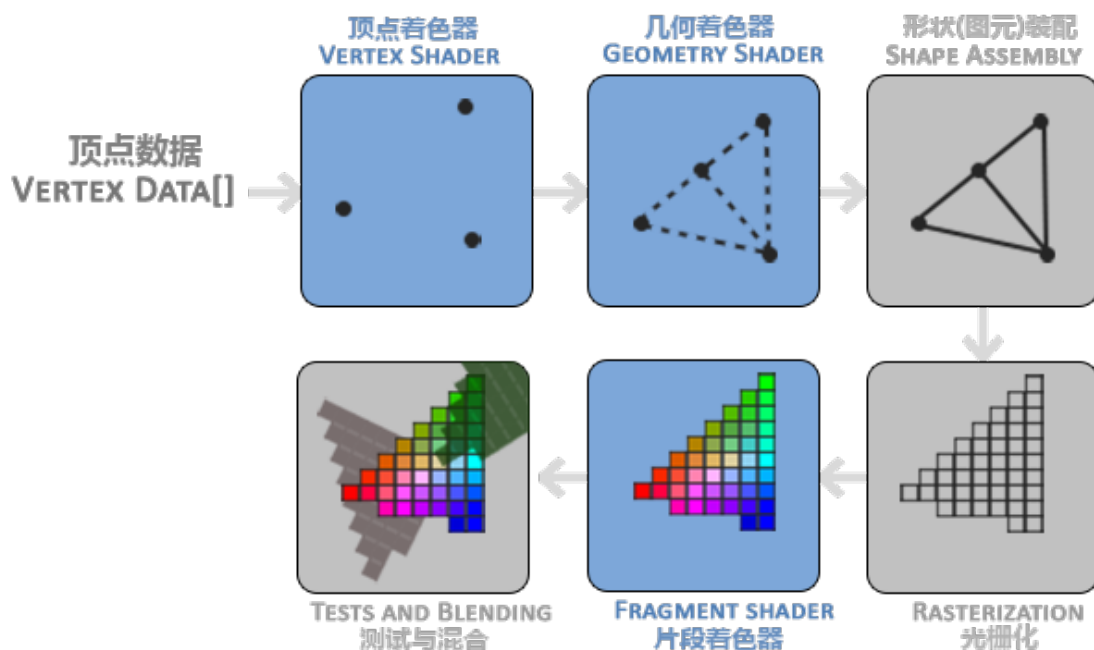 顶点着色器
VERTEX SHADER
几何着色器
GEOMETRY SHADER
形状(图元)装配
SHAPE ASSEMBLY
顶点数据
VERTEX DATA[]
TESTS AND BLENDING
测试与混合
FRAGMENT SHADER
片段着色器
RASTERIZATION
光栅化